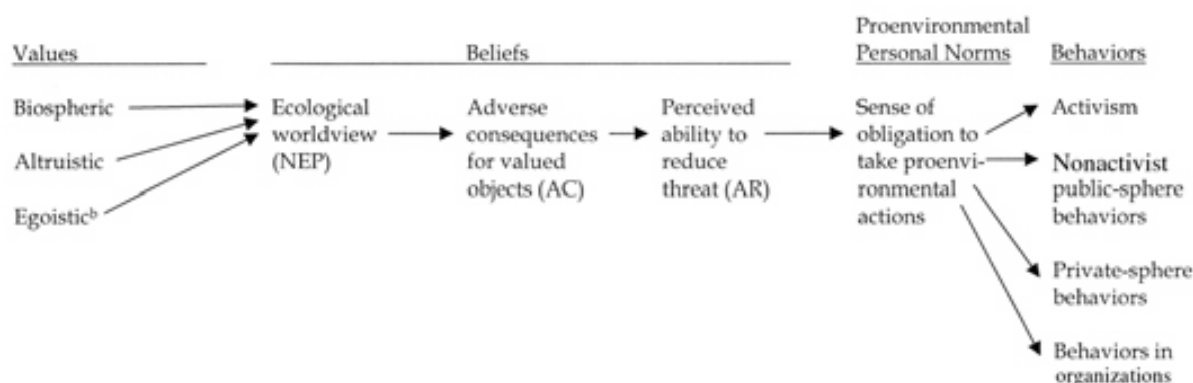 Values
Beliefs
Proenvironmental
Personal Norms
Behaviors
Biospheric
Altruistic
Egoisticᵇ
Ecological
worldview
(NEP)
Adverse
consequences
for valued
objects (AC)
Perceived
ability to
reduce
threat (AR)
Sense of
obligation to
take proenvi-
ronmental
actions
Activism
Nonactivist
public-sphere
behaviors
Private-sphere
behaviors
Behaviors in
organizations